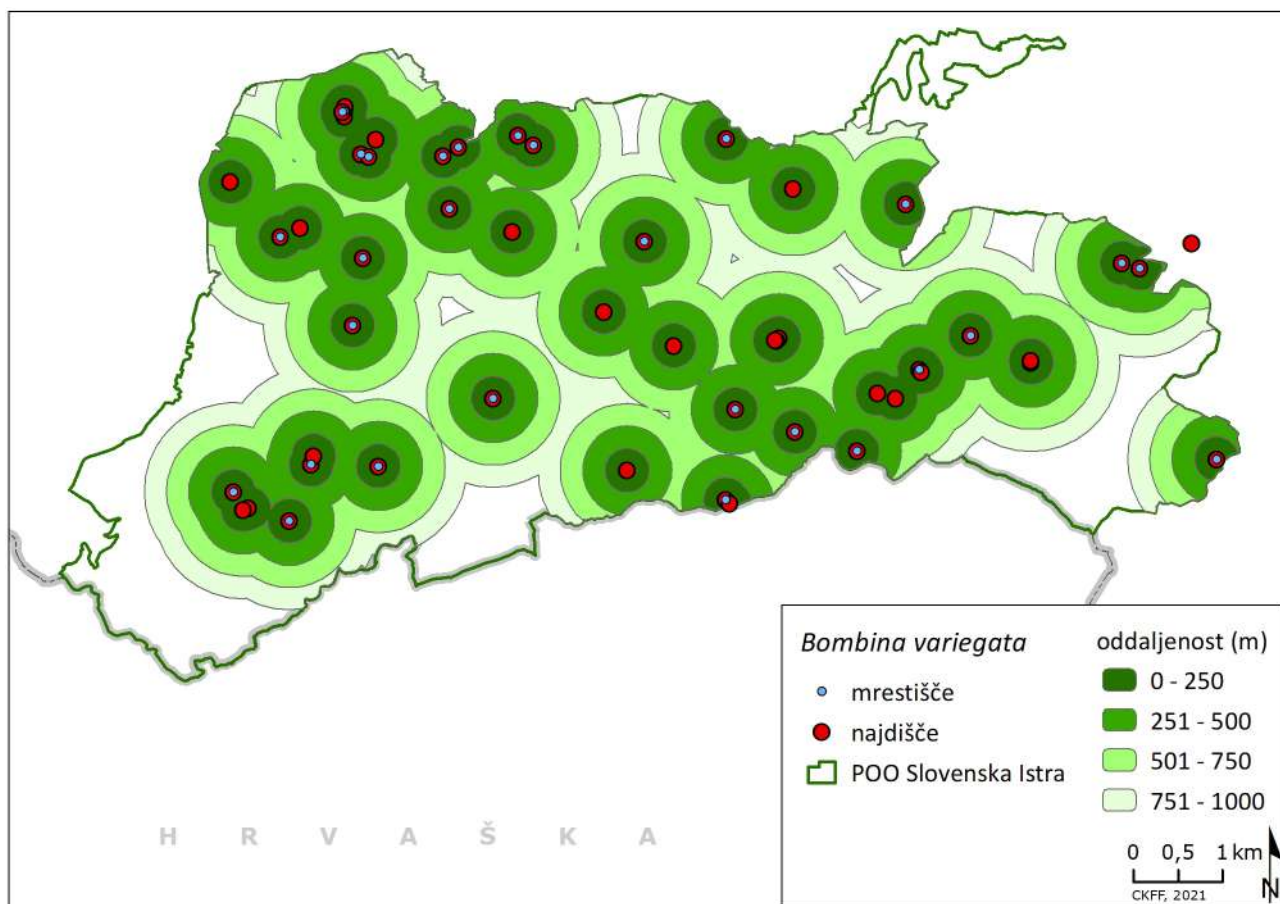 Bombina variegata
mrestišče
najdišče
POO Slovenska Istra
oddaljenost (m)
0 - 250
251 - 500
501 - 750
751 - 1000
0 0,5 1 km
CKFF, 2021
N
H R V A Š K A